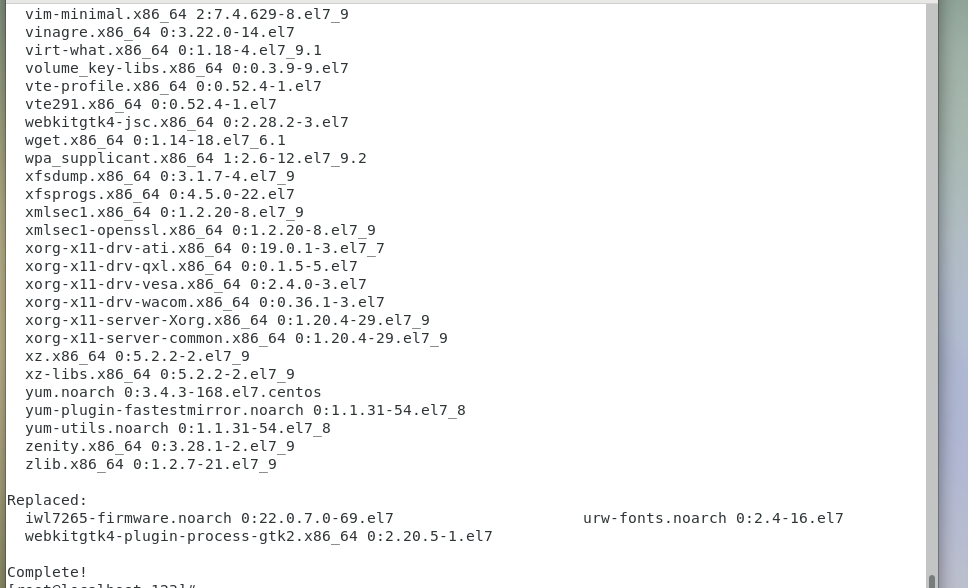 vim-minimal.x86_64 2:7.4.629-8.el7_9
vinagre.x86_64 0:3.22.0-14.el7
virt-what.x86_64 0:1.18-4.el7_9.1
volume_key-libs.x86_64 0:0.3.9-9.el7
vte-profile.x86_64 0:0.52.4-1.el7
vte291.x86_64 0:0.52.4-1.el7
webkitgtk4-jsc.x86_64 0:2.28.2-3.el7
wget.x86_64 0:1.14-18.el7_6.1
wpa_supplicant.x86_64 1:2.6-12.el7_9.2
xfsdump.x86_64 0:3.1.7-4.el7_9
xfsprogs.x86_64 0:4.5.0-22.el7
xmlsec1.x86_64 0:1.2.20-8.el7_9
xmlsec1-openssl.x86_64 0:1.2.20-8.el7_9
xorg-x11-drv-ati.x86_64 0:19.0.1-3.el7_7
xorg-x11-drv-qxl.x86_64 0:0.1.5-5.el7
xorg-x11-drv-vesa.x86_64 0:2.4.0-3.el7
xorg-x11-drv-wacom.x86_64 0:0.36.1-3.el7
xorg-x11-server-Xorg.x86_64 0:1.20.4-29.el7_9
xorg-x11-server-common.x86_64 0:1.20.4-29.el7_9
xz.x86_64 0:5.2.2-2.el7_9
xz-libs.x86_64 0:5.2.2-2.el7_9
yum.noarch 0:3.4.3-168.el7.centos
yum-plugin-fastestmirror.noarch 0:1.1.31-54.el7_8
yum-utils.noarch 0:1.1.31-54.el7_8
zenity.x86_64 0:3.28.1-2.el7_9
zlib.x86_64 0:1.2.7-21.el7_9
Replaced:
iwl7265-firmware.noarch 0:22.0.7.0-69.el7 urw-fonts.noarch 0:2.4-16.el7
webkitgtk4-plugin-process-gtk2.x86_64 0:2.20.5-1.el7
Complete!